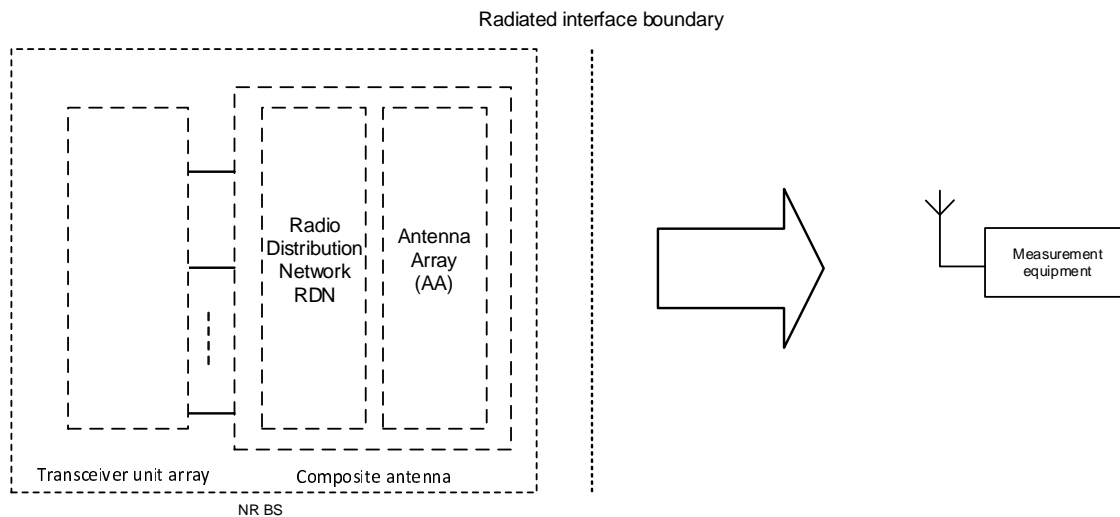 Radiated interface boundary
Radio
Distribution
Network
RDN
Antenna
Array
(AA)
Measurement
equipment
Transceiver unit array
Composite antenna
NR BS